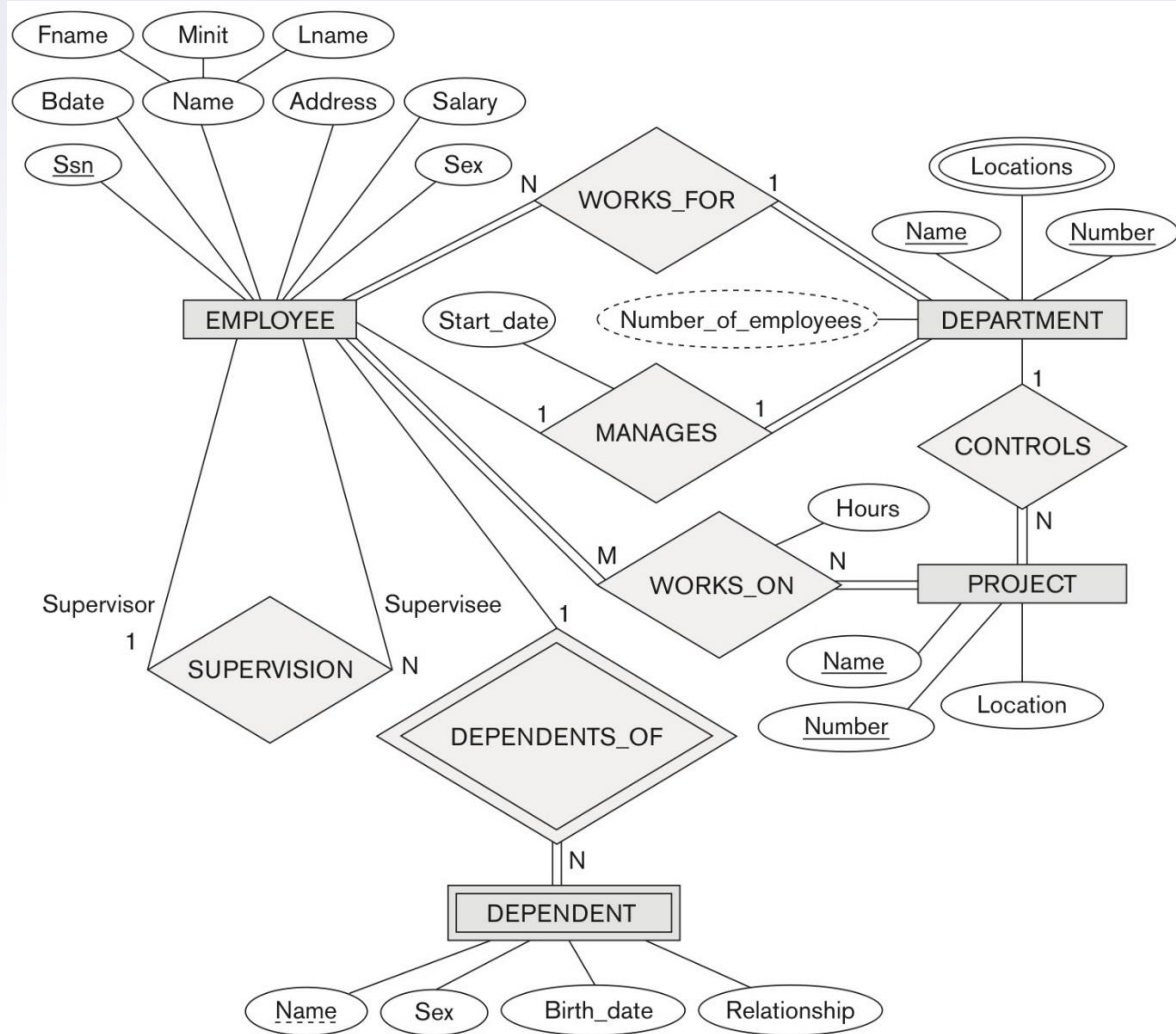 Fname Minit Lname
Bdate Name Address Salary
Ssn Sex
N WORKS_FOR 1
Locations
Name Number
EMPLOYEE Start_date Number_of_employees DEPARTMENT
1 MANAGES 1
1
CONTROLS
N
Hours
M WORKS_ON N
PROJECT
Supervisor Supervisee
1 SUPERVISION N
1
Name
Number Location
DEPENDENTS_OF
N
DEPENDENT
Name Sex Birth_date Relationship